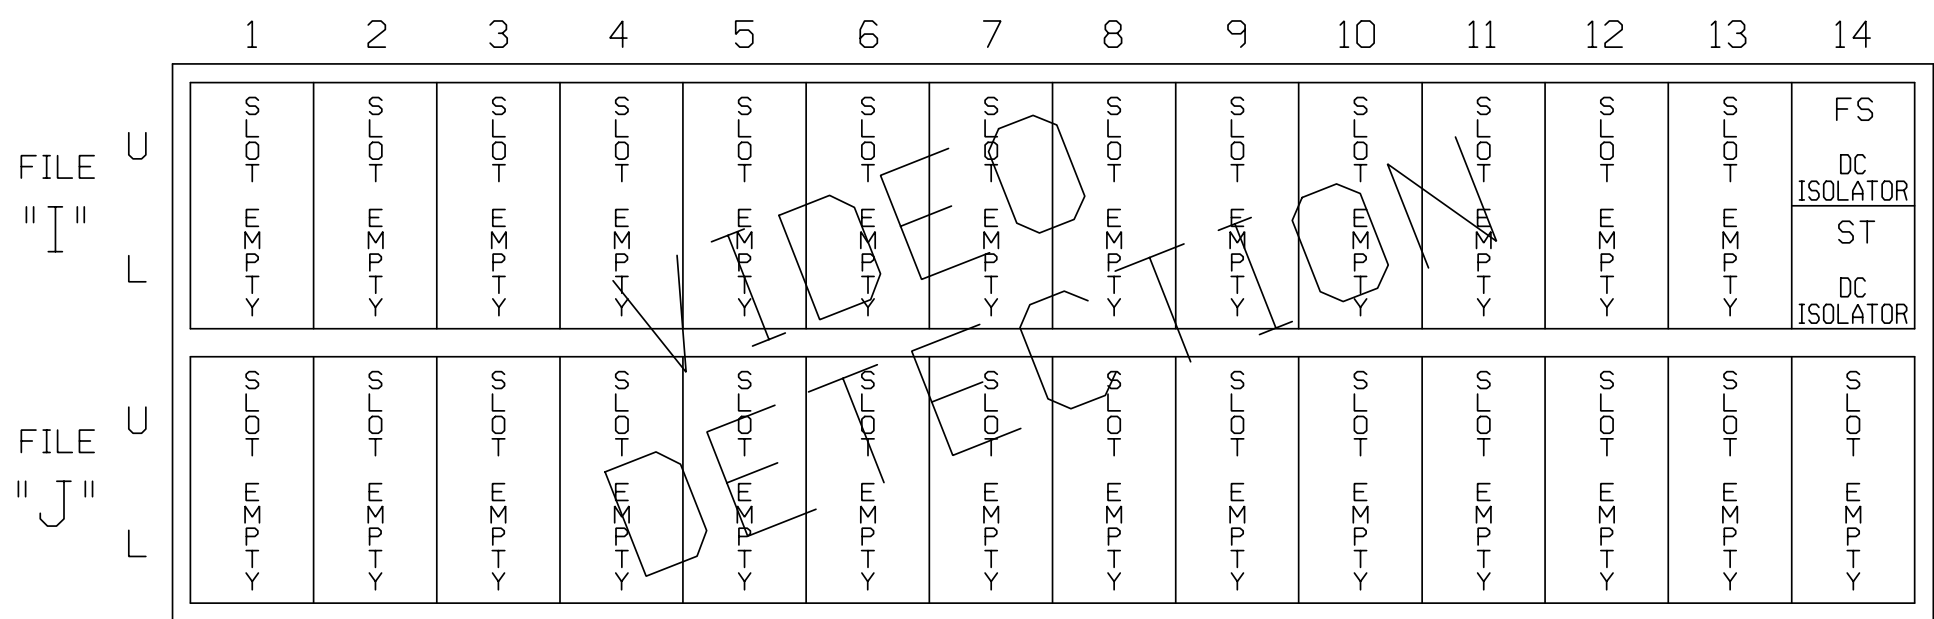 1 2 3 4 5 6 7 8 9 10 11 12 13 14
FILE "I"
U
L
SLOT EMPTY
SLOT EMPTY
SLOT EMPTY
SLOT EMPTY
SLOT EMPTY
SLOT EMPTY
SLOT EMPTY
SLOT EMPTY
SLOT EMPTY
SLOT EMPTY
SLOT EMPTY
SLOT EMPTY
SLOT EMPTY
FS
DC
ISOLATOR
ST
DC
ISOLATOR
VIDEO
DETECTION
FILE "J"
U
L
SLOT EMPTY
SLOT EMPTY
SLOT EMPTY
SLOT EMPTY
SLOT EMPTY
SLOT EMPTY
SLOT EMPTY
SLOT EMPTY
SLOT EMPTY
SLOT EMPTY
SLOT EMPTY
SLOT EMPTY
SLOT EMPTY
SLOT EMPTY